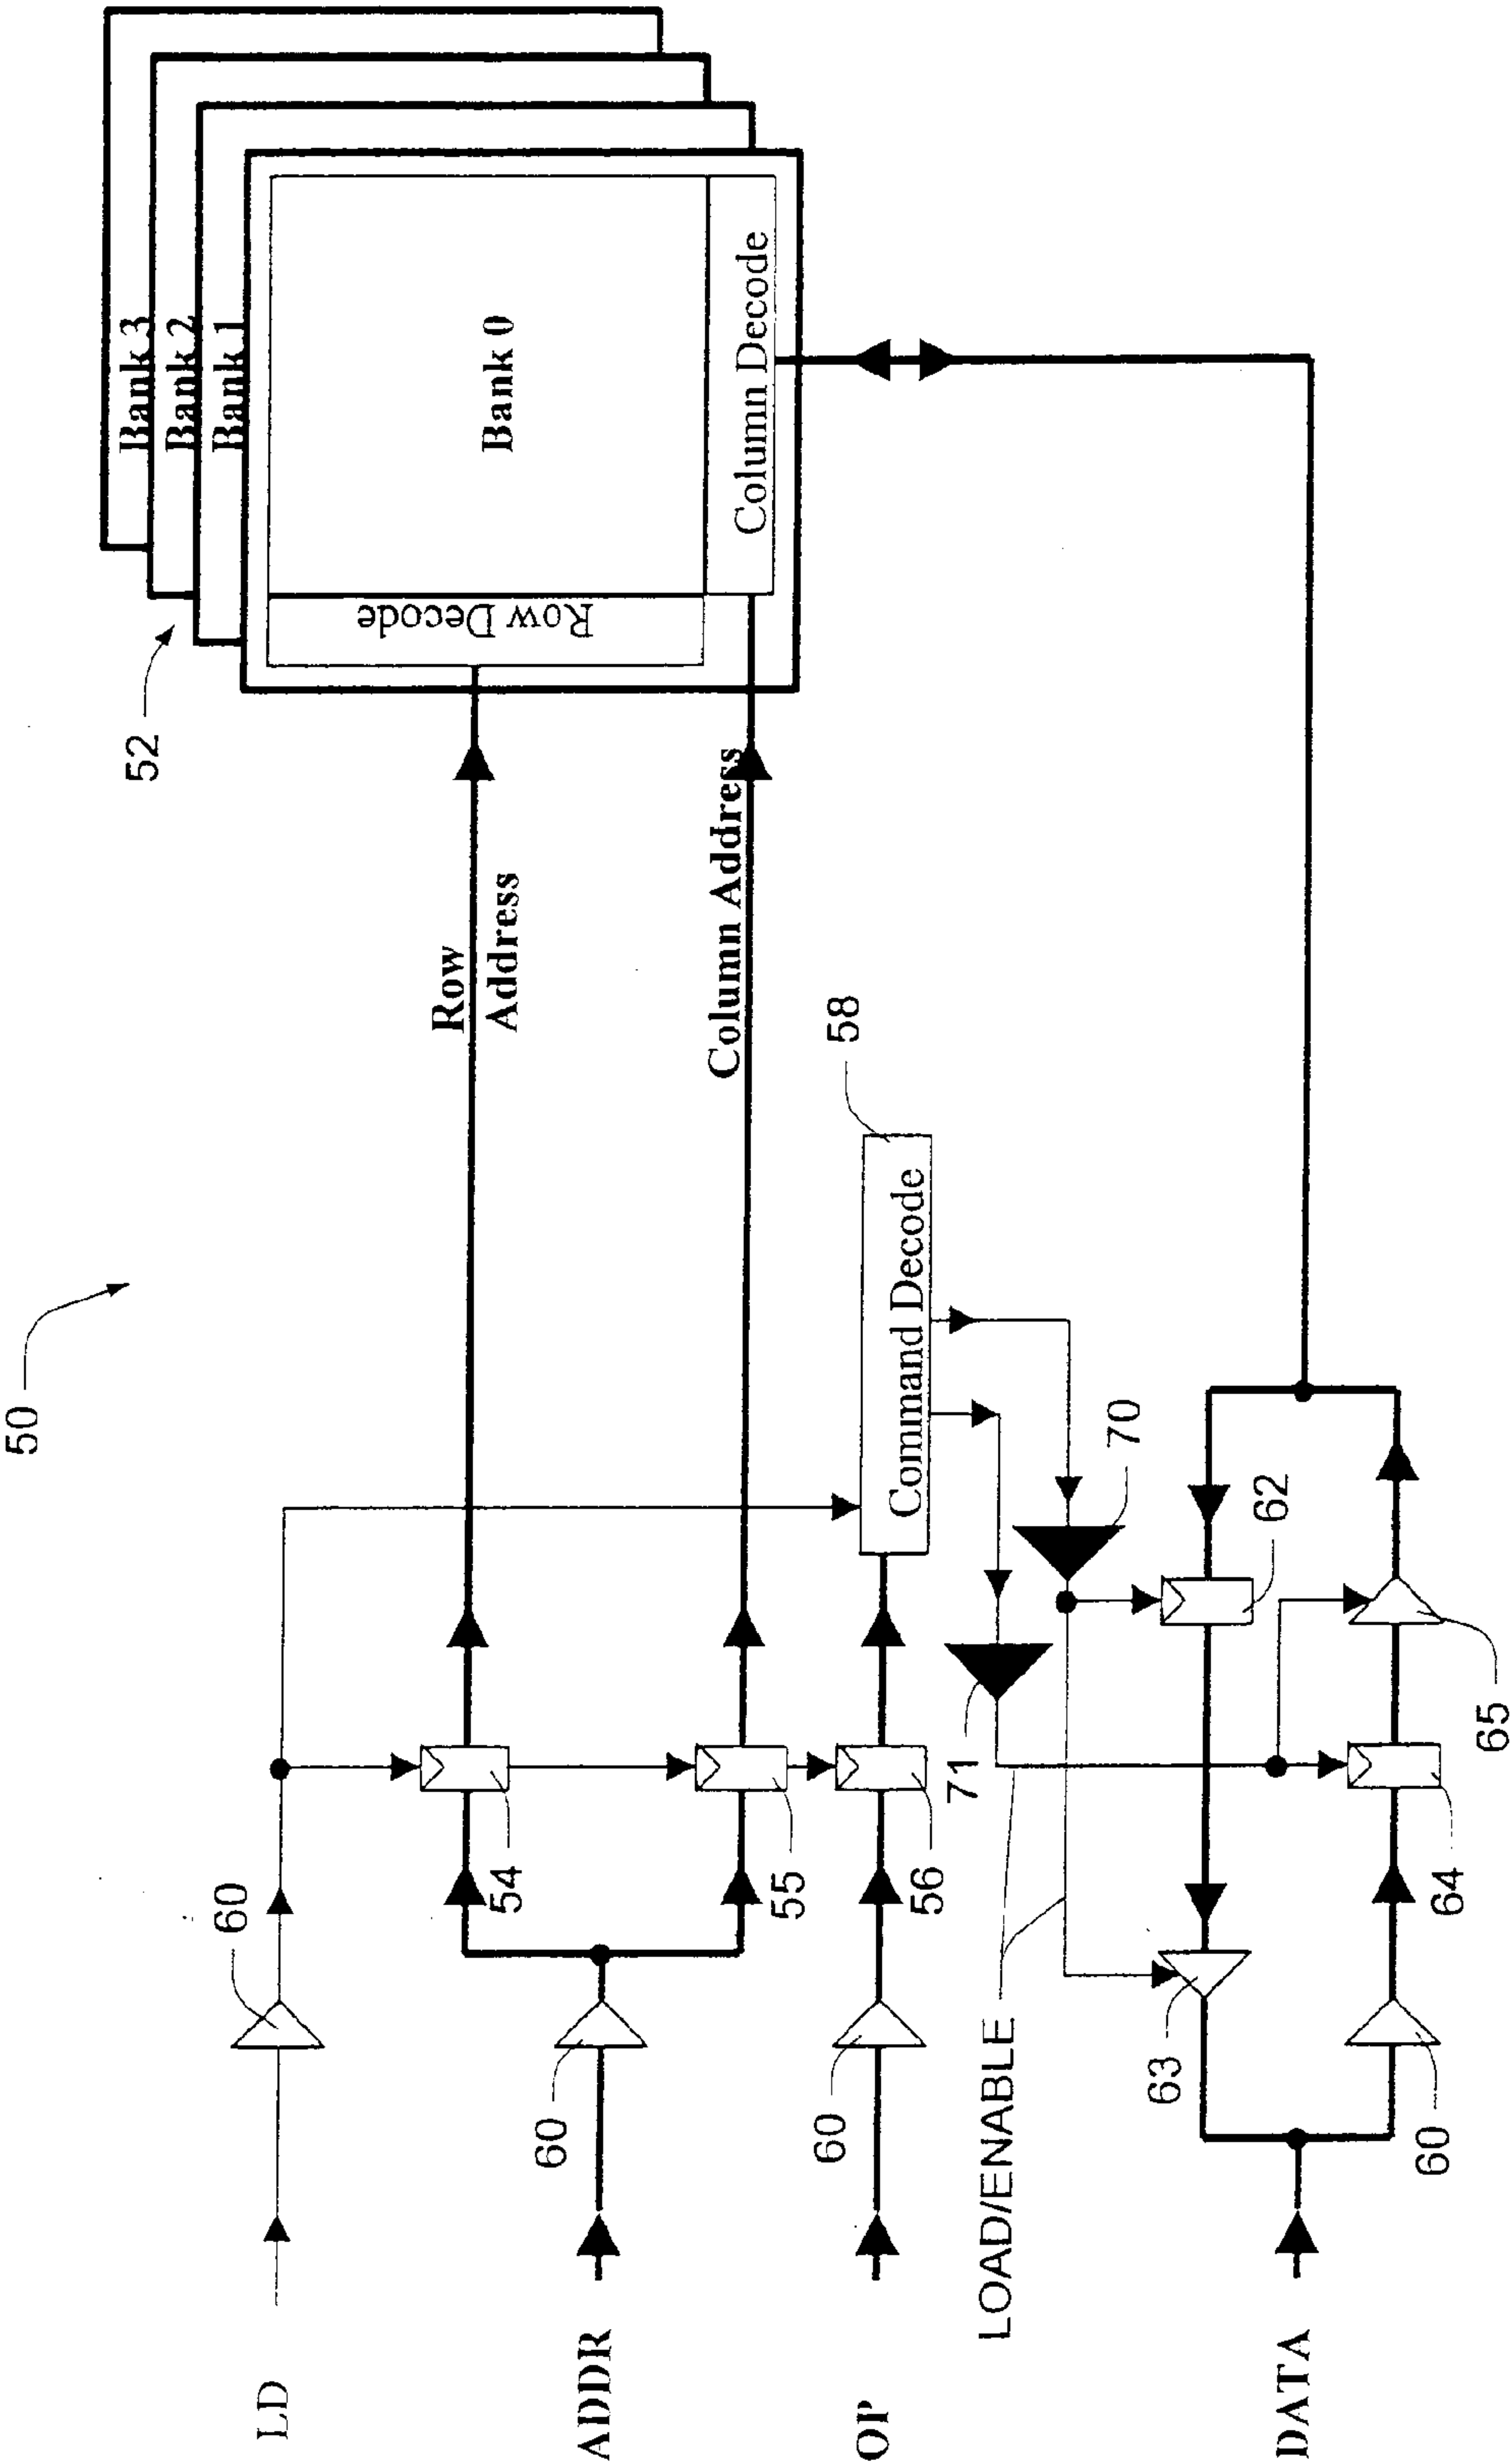 50
52
Bank 3
Bank 2
Bank 1
Bank 0
Row Decode
Column Decode
Row
Address
Column Address
58
Command Decode
LD
60
54
ADDR
60
55
OP
60
56
LOAD/ENABLE
71
70
62
63
DATA
60
64
65